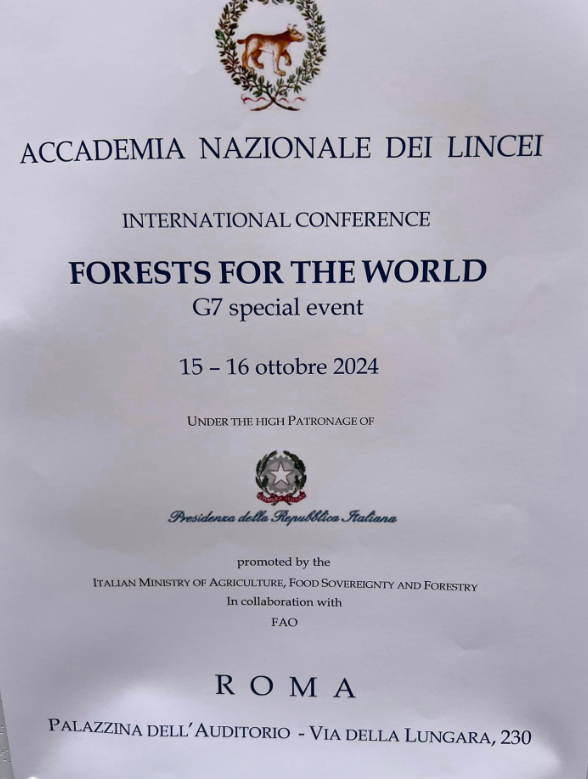 ACCADEMIA NAZIONALE DEI LINCEI
INTERNATIONAL CONFERENCE
FORESTS FOR THE WORLD
G7 special event
15 – 16 ottobre 2024
UNDER THE HIGH PATRONAGE OF
Presidenza della Repubblica Italiana
promoted by the
ITALIAN MINISTRY OF AGRICULTURE, FOOD SOVEREIGNTY AND FORESTRY
In collaboration with
FAO
ROMA
PALAZZINA DELL'AUDITORIO - VIA DELLA LUNGARA, 230